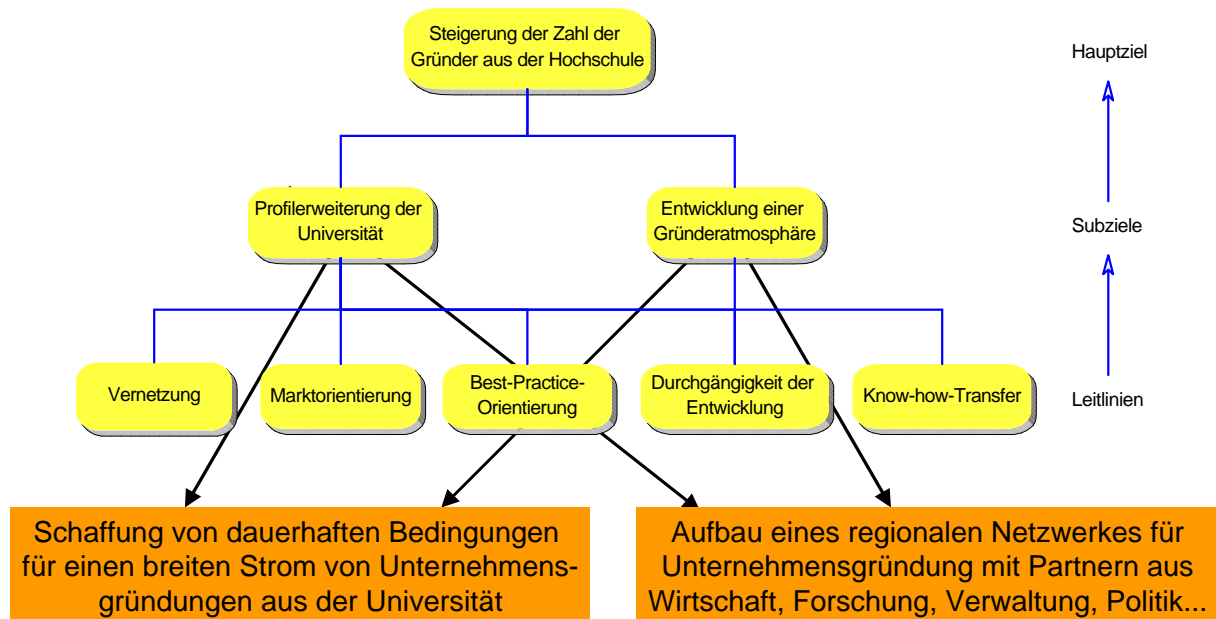 Steigerung der Zahl der
Gründer aus der Hochschule
Hauptziel
Profilerweiterung der
Universität
Entwicklung einer
Gründeratmosphäre
Subziele
Vernetzung
Marktorientierung
Best-Practice-
Orientierung
Durchgängigkeit der
Entwicklung
Know-how-Transfer
Leitlinien
Schaffung von dauerhaften Bedingungen
für einen breiten Strom von Unternehmens-
gründungen aus der Universität
Aufbau eines regionalen Netzwerkes für
Unternehmensgründung mit Partnern aus
Wirtschaft, Forschung, Verwaltung, Politik...